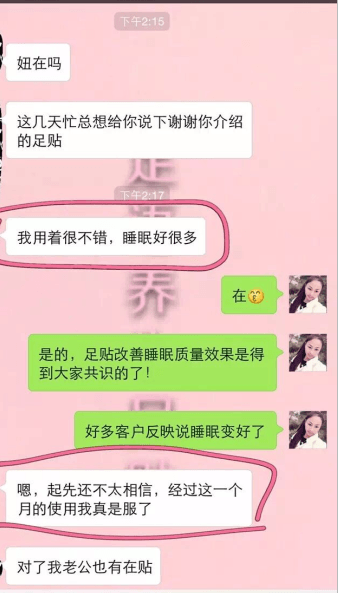 下午2:15
妞在吗
这几天忙总想给你说下谢谢你介绍
的足贴
下午2:17
我用着很不错，睡眠好很多
在
是的，足贴改善睡眠质量效果是得
到大家共识的了！
好多客户反映说睡眠变好了
嗯，起先还不太相信，经过这一个
月的使用我真是服了
对了我老公也有在贴